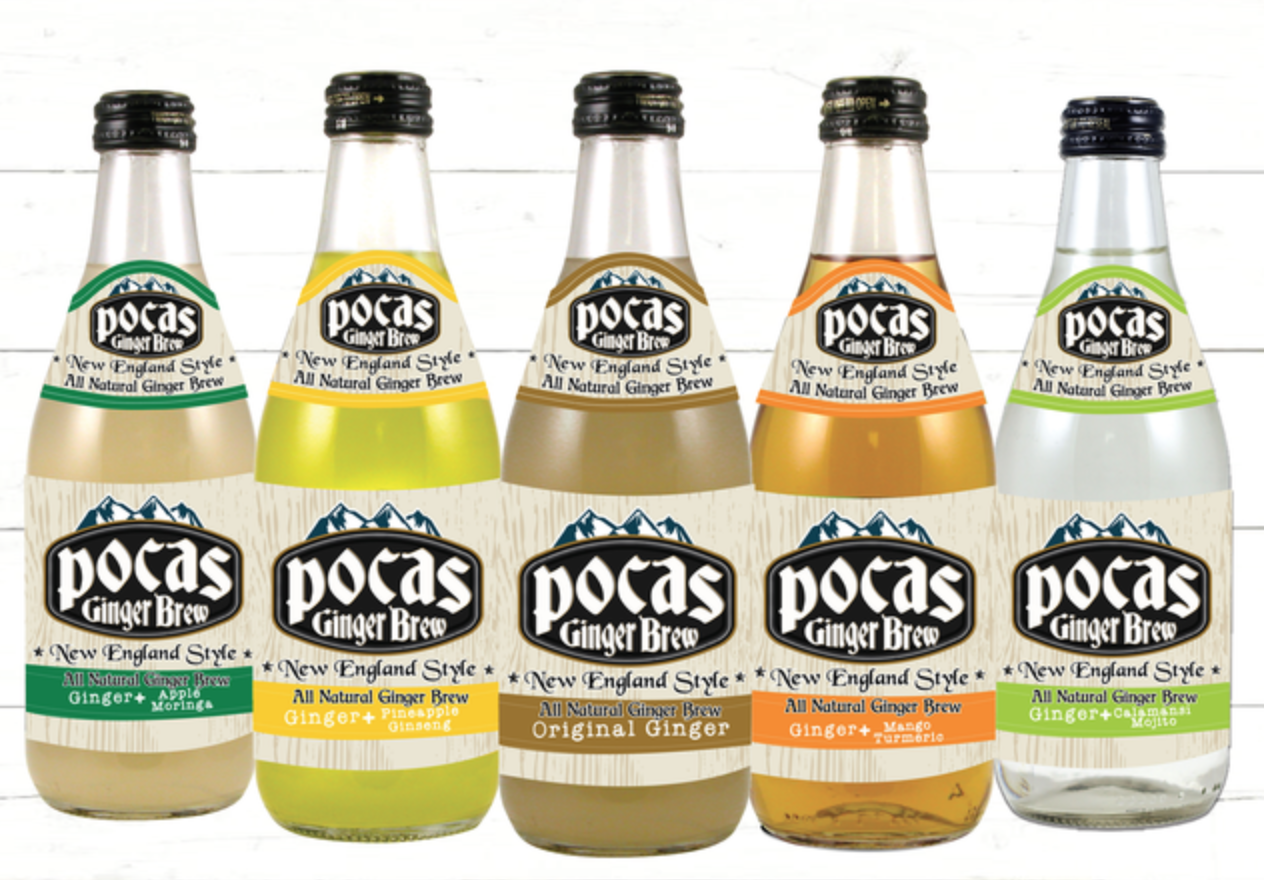 pocas
Ginger Brew
* New England Style *
All Natural Ginger Brew
pocas
Ginger Brew
* New England Style *
All Natural Ginger Brew
Ginger+ Apple
Moringa
pocas
Ginger Brew
* New England Style *
All Natural Ginger Brew
pocas
Ginger Brew
* New England Style *
All Natural Ginger Brew
Ginger+ Pineapple
Ginseng
pocas
Ginger Brew
* New England Style *
All Natural Ginger Brew
pocas
Ginger Brew
* New England Style *
All Natural Ginger Brew
Original Ginger
OPEN →
pocas
Ginger Brew
* New England Style *
All Natural Ginger Brew
pocas
Ginger Brew
* New England Style *
All Natural Ginger Brew
Ginger+ Mango
Turmeric
pocas
Ginger Brew
* New England Style *
All Natural Ginger Brew
pocas
Ginger Brew
* New England Style *
All Natural Ginger Brew
Ginger+ Calamansi
Mojito